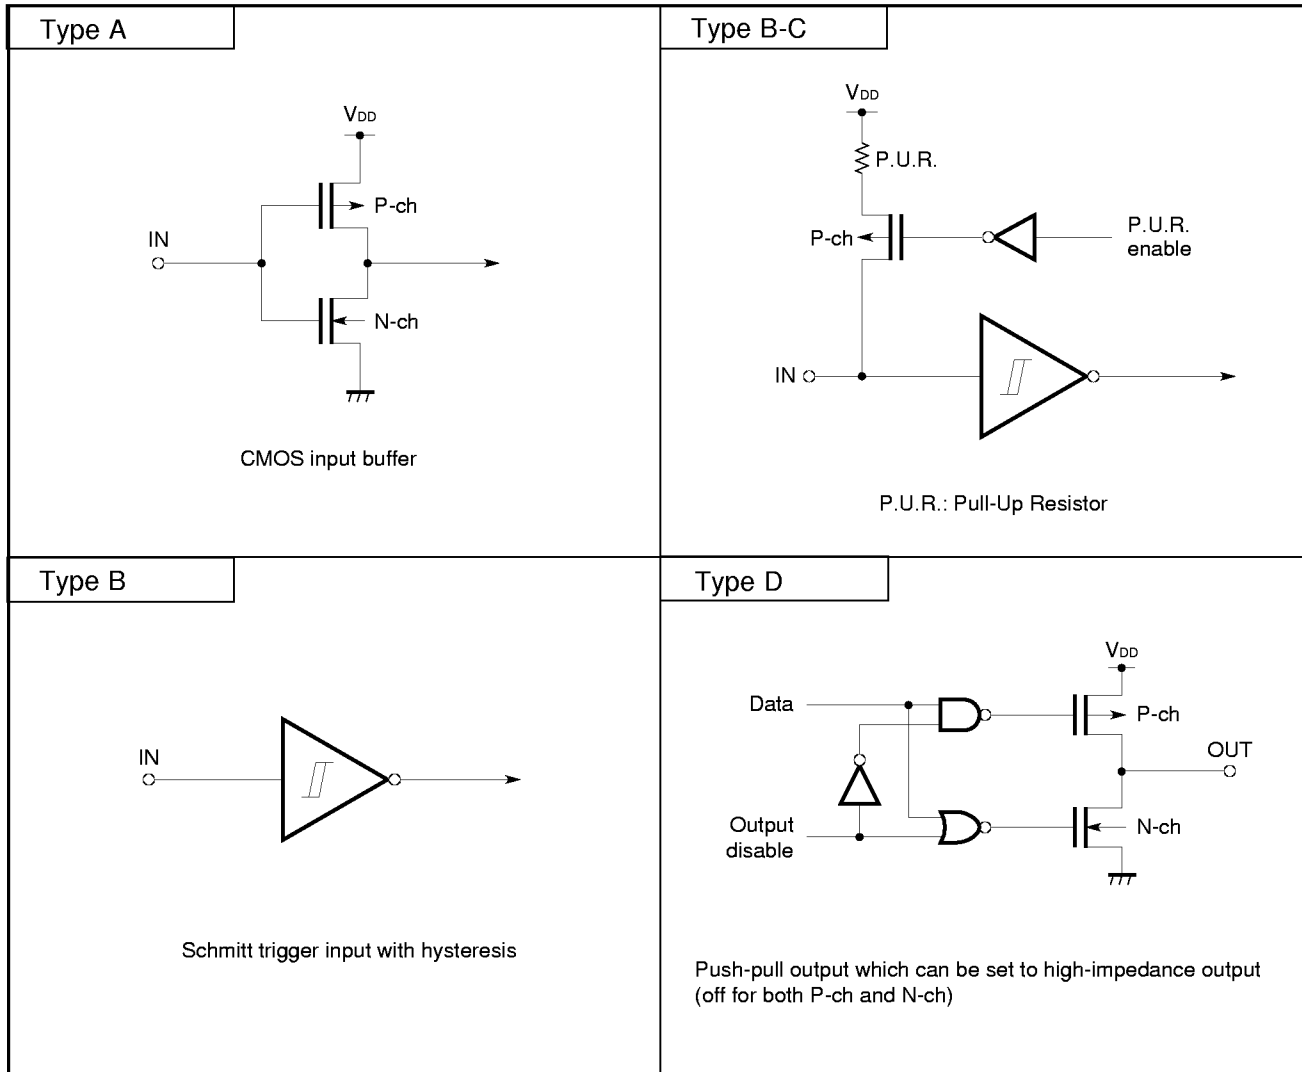 Type A
VDD
P-ch
IN
N-ch
CMOS input buffer
Type B-C
VDD
P.U.R.
P-ch
P.U.R.
enable
IN
P.U.R.: Pull-Up Resistor
Type B
IN
Schmitt trigger input with hysteresis
Type D
VDD
Data
P-ch
OUT
Output
disable
N-ch
Push-pull output which can be set to high-impedance output
(off for both P-ch and N-ch)